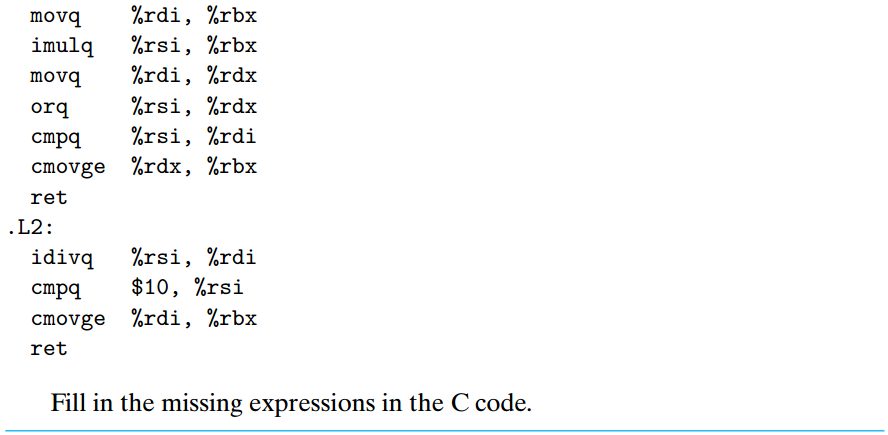 movq %rdi, %rbx
imulq %rsi, %rbx
movq %rdi, %rdx
orq %rsi, %rdx
cmpq %rsi, %rdi
cmovge %rdx, %rbx
ret
.L2:
idivq %rsi, %rdi
cmpq $10, %rsi
cmovge %rdi, %rbx
ret
Fill in the missing expressions in the C code.